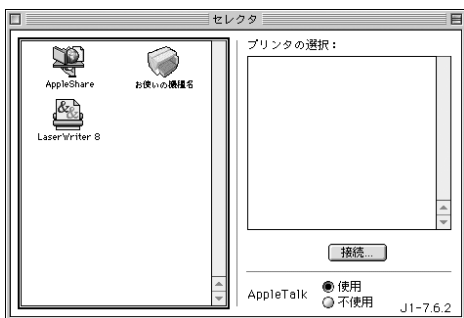 セレクタ
AppleShare
お使いの機種名
LaserWriter 8
プリンタの選択：
接続...
AppleTalk
使用
不使用
J1-7.6.2